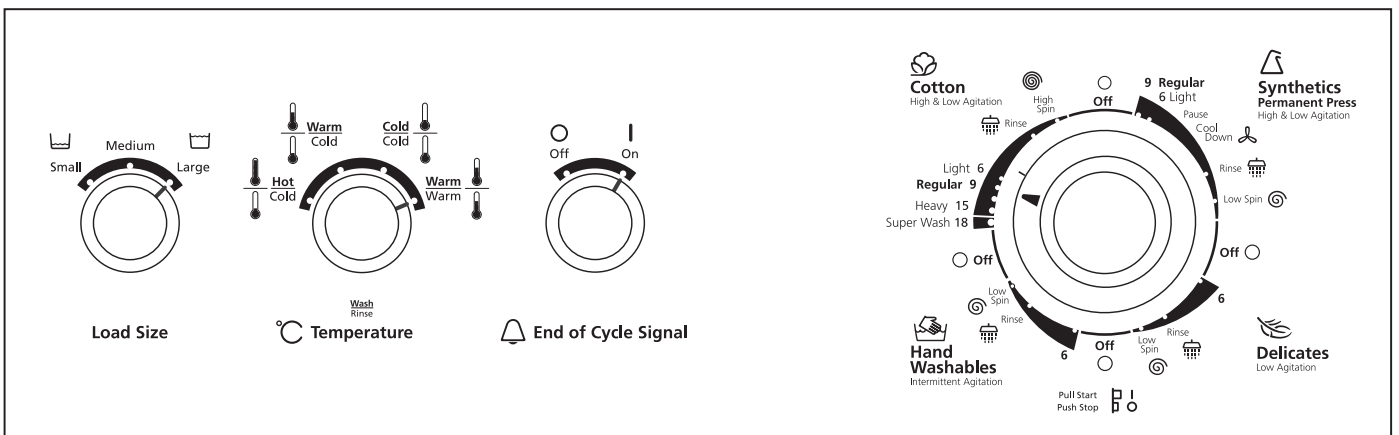 Small
Medium
Large
Load Size
Warm
Cold
Cold
Cold
Hot
Cold
Warm
Warm
Wash
Rinse
°C Temperature
Off
On
End of Cycle Signal
Cotton
High & Low Agitation
High
Spin
Rinse
Light 6
Regular 9
Heavy 15
Super Wash 18
Off
Off
9 Regular
6 Light
Pause
Cool
Down
Rinse
Low Spin
Synthetics
Permanent Press
High & Low Agitation
Off
6
Rinse
Low
Spin
Delicates
Low Agitation
Off
Low
Spin
Rinse
6
Hand
Washables
Intermittent Agitation
Pull Start
Push Stop